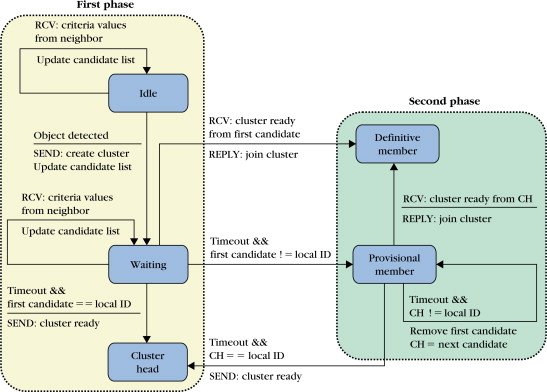 First phase
RCV: criteria values
from neighbor
Update candidate list
Idle
Object detected
SEND: create cluster
Update candidate list
RCV: criteria values
from neighbor
Update candidate list
Waiting
Timeout &&
first candidate == local ID
SEND: cluster ready
Cluster
head
RCV: cluster ready
from first candidate
REPLY: join cluster
Timeout &&
first candidate ! = local ID
Timeout &&
CH == local ID
SEND: cluster ready
Second phase
Definitive
member
RCV: cluster ready from CH
REPLY: join cluster
Provisional
member
Timeout &&
CH ! = local ID
Remove first candidate
CH = next candidate